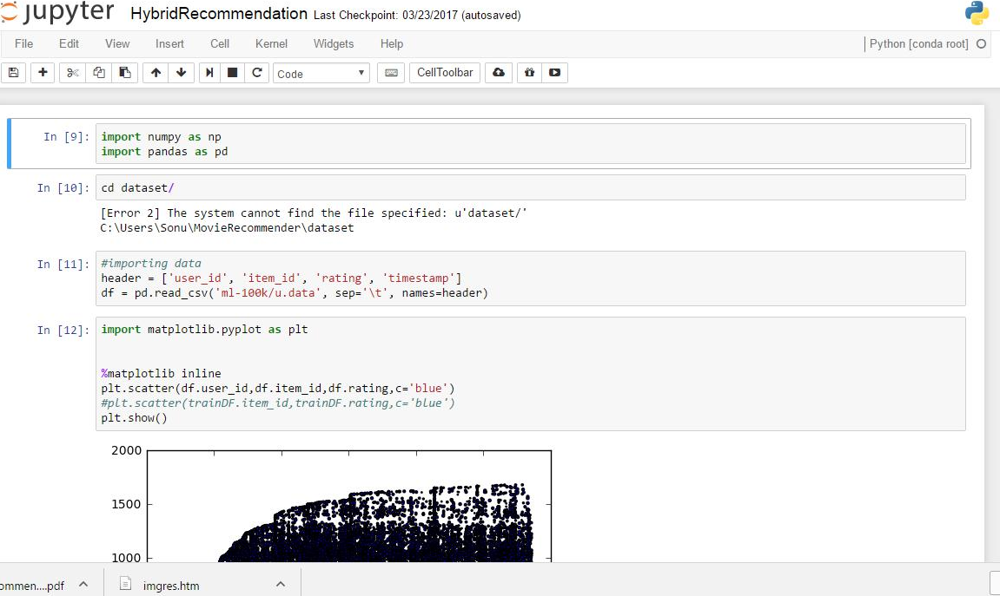 jupyter HybridRecommendation Last Checkpoint: 03/23/2017 (autosaved)
File Edit View Insert Cell Kernel Widgets Help Python [conda root]
Code CellToolbar
In [9]: import numpy as np
import pandas as pd
In [10]: cd dataset/
[Error 2] The system cannot find the file specified: u'dataset/'
C:\Users\Sonu\MovieRecommender\dataset
In [11]: #importing data
header = ['user_id', 'item_id', 'rating', 'timestamp']
df = pd.read_csv('ml-100k/u.data', sep='\t', names=header)
In [12]: import matplotlib.pyplot as plt
%matplotlib inline
plt.scatter(df.user_id,df.item_id,df.rating,c='blue')
#plt.scatter(trainDF.item_id,trainDF.rating,c='blue')
plt.show()
2000
1500
1000
ommen....pdf imgres.htm